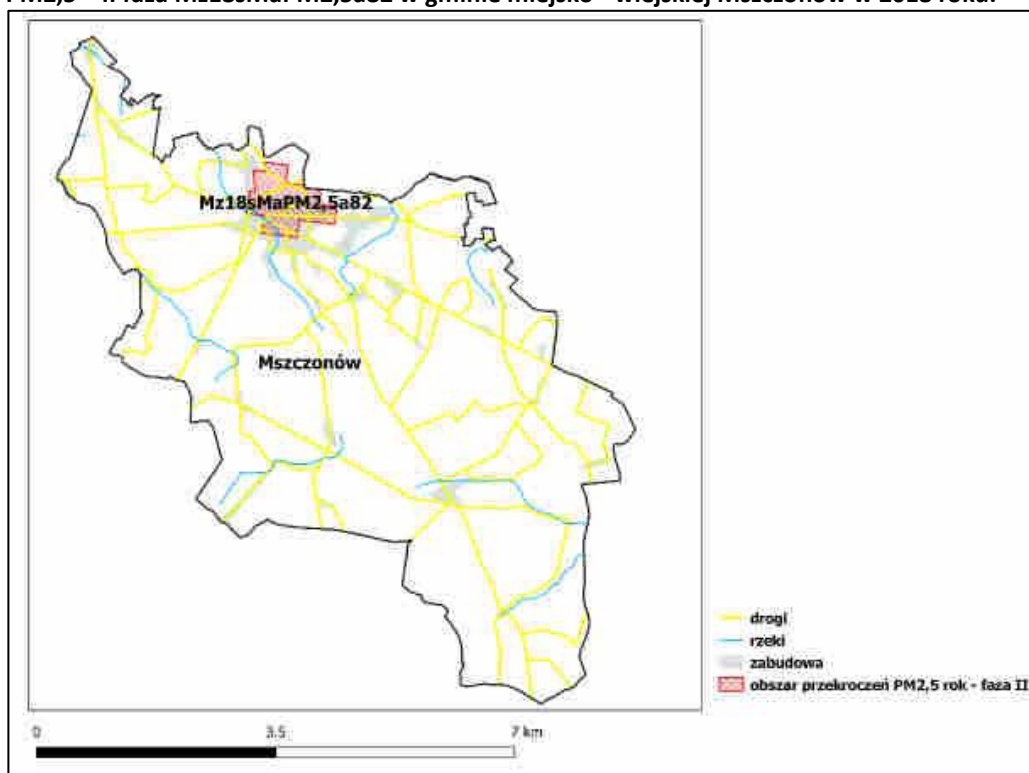 PM2,5 – II faza Mz18sMaPM2,5a82 w gminie miejsko - wiejskiej Mszczonów w 2018 roku.
Mz18sMaPM2,5a82
Mszczonów
drogi
rzeki
zabudowa
obszar przekroczeń PM2,5 rok - faza II
0 3.5 7 km